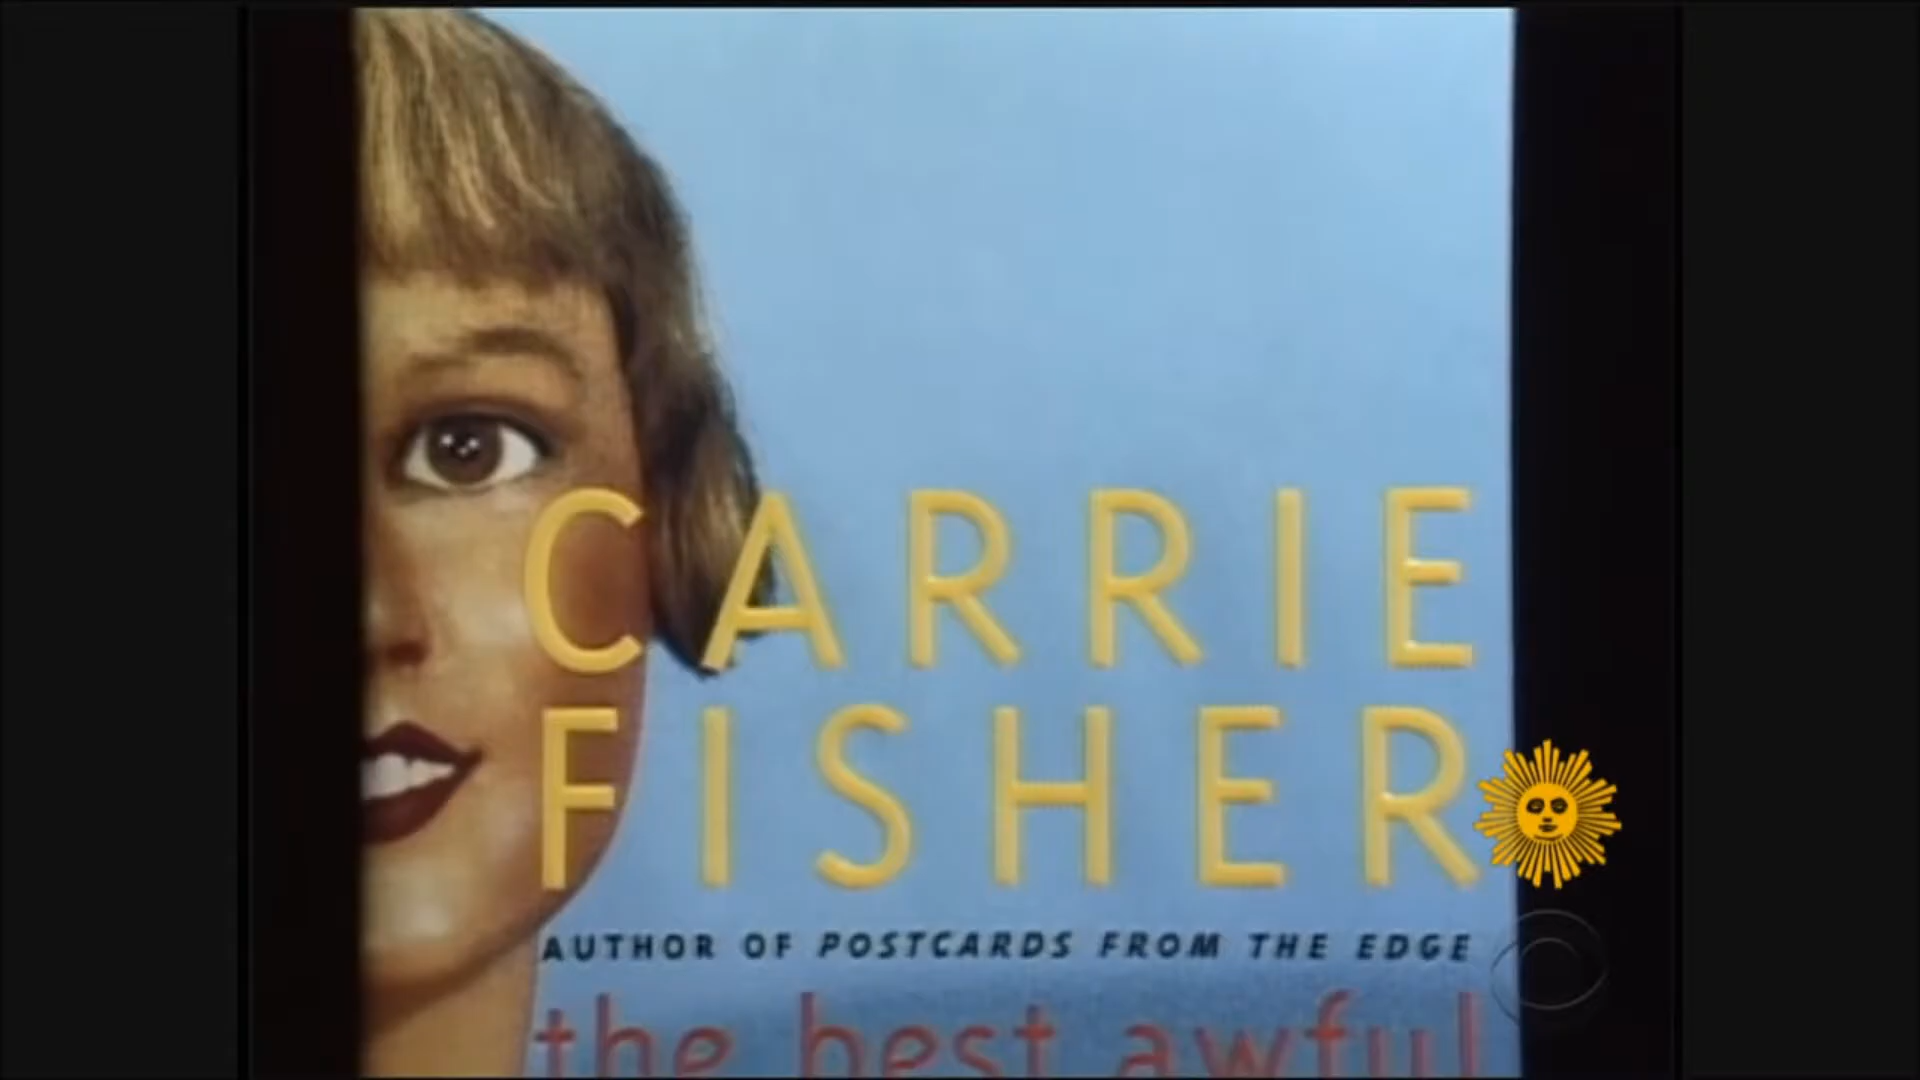 CARRIE
FISHER
AUTHOR OF POSTCARDS FROM THE EDGE
the best awful